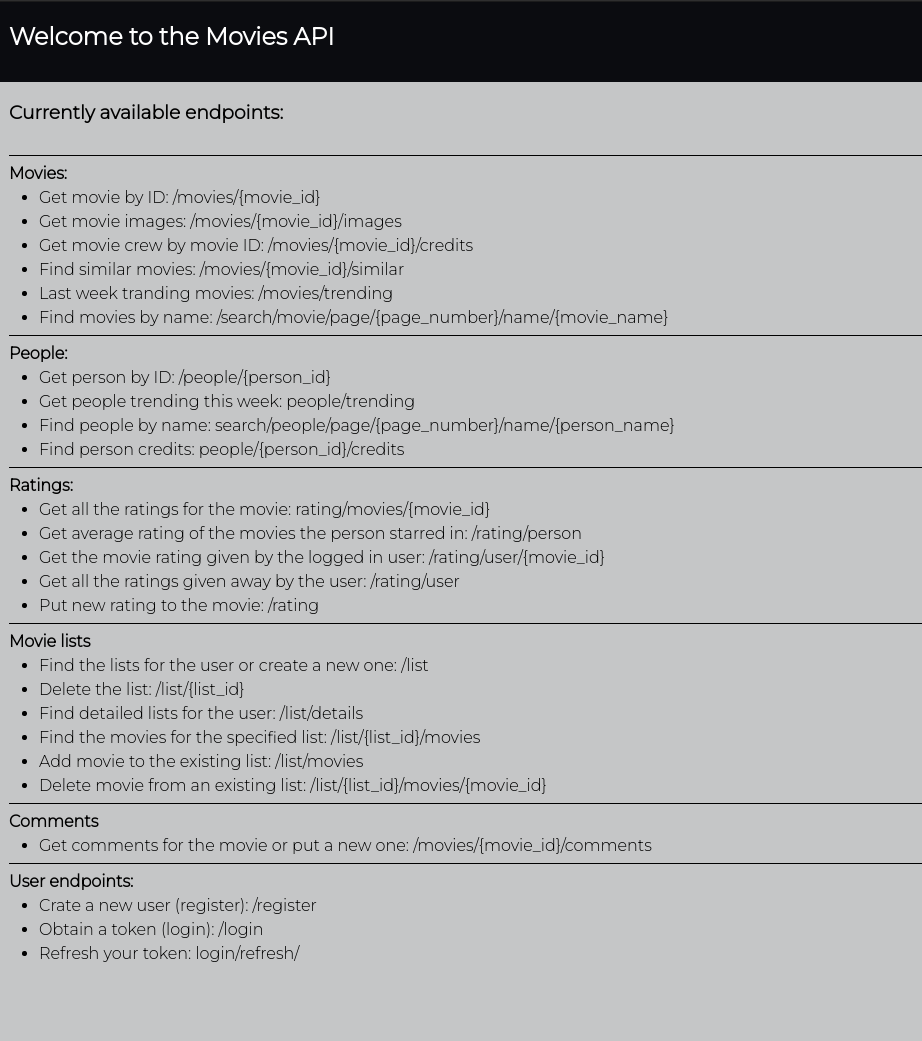 Welcome to the Movies API
Currently available endpoints:
Movies:
Get movie by ID: /movies/{movie_id}
Get movie images: /movies/{movie_id}/images
Get movie crew by movie ID: /movies/{movie_id}/credits
Find similar movies: /movies/{movie_id}/similar
Last week tranding movies: /movies/trending
Find movies by name: /search/movie/page/{page_number}/name/{movie_name}
People:
Get person by ID: /people/{person_id}
Get people trending this week: people/trending
Find people by name: search/people/page/{page_number}/name/{person_name}
Find person credits: people/{person_id}/credits
Ratings:
Get all the ratings for the movie: rating/movies/{movie_id}
Get average rating of the movies the person starred in: /rating/person
Get the movie rating given by the logged in user: /rating/user/{movie_id}
Get all the ratings given away by the user: /rating/user
Put new rating to the movie: /rating
Movie lists
Find the lists for the user or create a new one: /list
Delete the list: /list/{list_id}
Find detailed lists for the user: /list/details
Find the movies for the specified list: /list/{list_id}/movies
Add movie to the existing list: /list/movies
Delete movie from an existing list: /list/{list_id}/movies/{movie_id}
Comments
Get comments for the movie or put a new one: /movies/{movie_id}/comments
User endpoints:
Crate a new user (register): /register
Obtain a token (login): /login
Refresh your token: login/refresh/